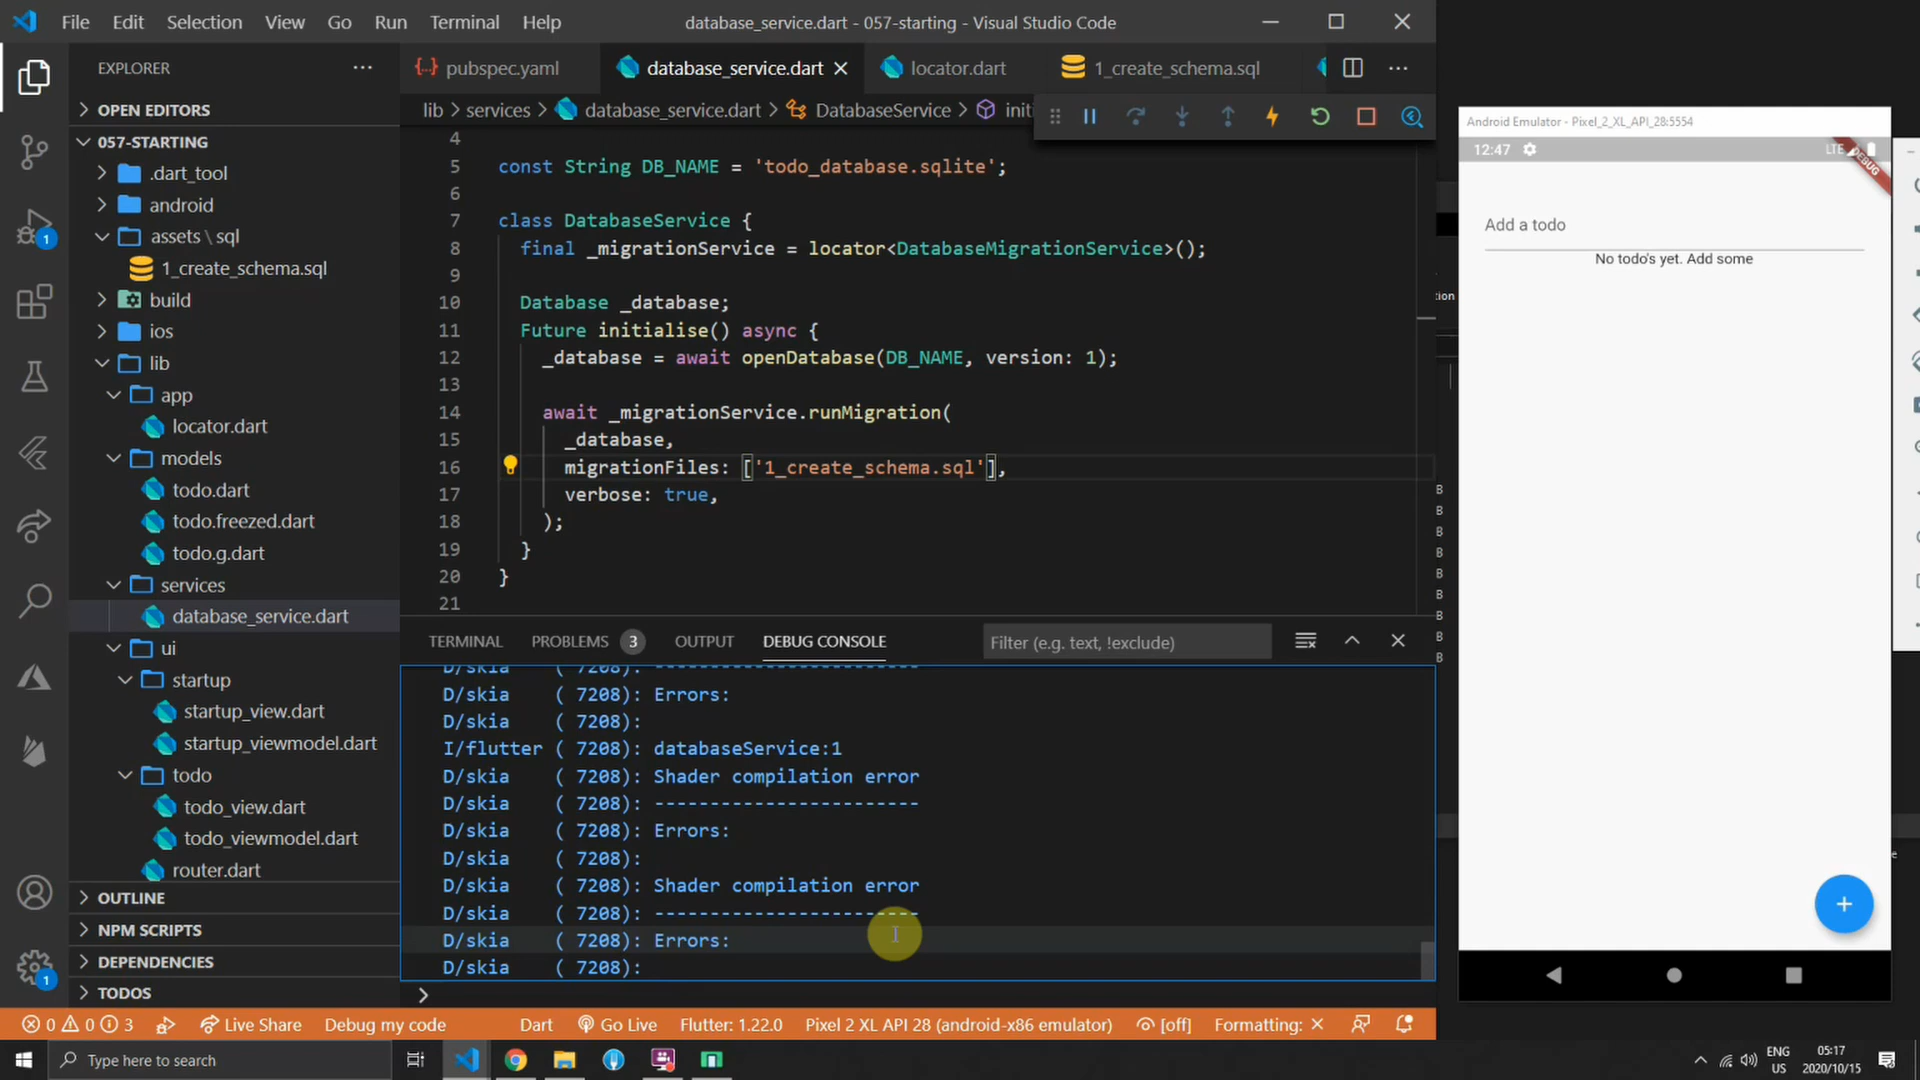 File Edit Selection View Go Run Terminal Help
database_service.dart - 057-starting - Visual Studio Code
EXPLORER
OPEN EDITORS
057-STARTING
.dart_tool
android
assets \ sql
1_create_schema.sql
build
ios
lib
app
locator.dart
models
todo.dart
todo.freezed.dart
todo.g.dart
services
database_service.dart
ui
startup
startup_view.dart
startup_viewmodel.dart
todo
todo_view.dart
todo_viewmodel.dart
router.dart
OUTLINE
NPM SCRIPTS
DEPENDENCIES
TODOS
1
1
pubspec.yaml database_service.dart locator.dart 1_create_schema.sql
lib > services > database_service.dart > DatabaseService > initi
4
5 const String DB_NAME = 'todo_database.sqlite';
6
7 class DatabaseService {
8 final _migrationService = locator<DatabaseMigrationService>();
9
10 Database _database;
11 Future initialise() async {
12 _database = await openDatabase(DB_NAME, version: 1);
13
14 await _migrationService.runMigration(
15 _database,
16 migrationFiles: ['1_create_schema.sql'],
17 verbose: true,
18 );
19 }
20 }
21
TERMINAL PROBLEMS 3 OUTPUT DEBUG CONSOLE Filter (e.g. text, !exclude)
D/skia ( 7208): ------------------------
D/skia ( 7208): Errors:
D/skia ( 7208):
I/flutter ( 7208): databaseService:1
D/skia ( 7208): Shader compilation error
D/skia ( 7208): ------------------------
D/skia ( 7208): Errors:
D/skia ( 7208):
D/skia ( 7208): Shader compilation error
D/skia ( 7208): ------------------------
D/skia ( 7208): Errors:
D/skia ( 7208):
0 0 3 Live Share Debug my code Dart Go Live Flutter: 1.22.0 Pixel 2 XL API 28 (android-x86 emulator) [off] Formatting: ×
Android Emulator - Pixel_2_XL_API_28:5554
12:47 LTE
DEBUG
Add a todo
No todo's yet. Add some
tion
B
B
B
B
B
B
B
B
B
e
Type here to search
ENG
US
05:17
2020/10/15